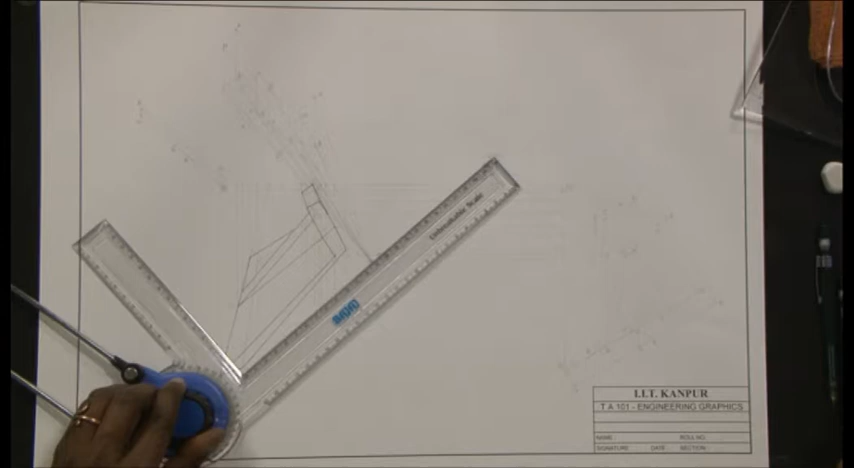 I.I.T. KANPUR
T A 101 - ENGINEERING GRAPHICS
NAME ROLL NO:
SIGNATURE DATE: SECTION: